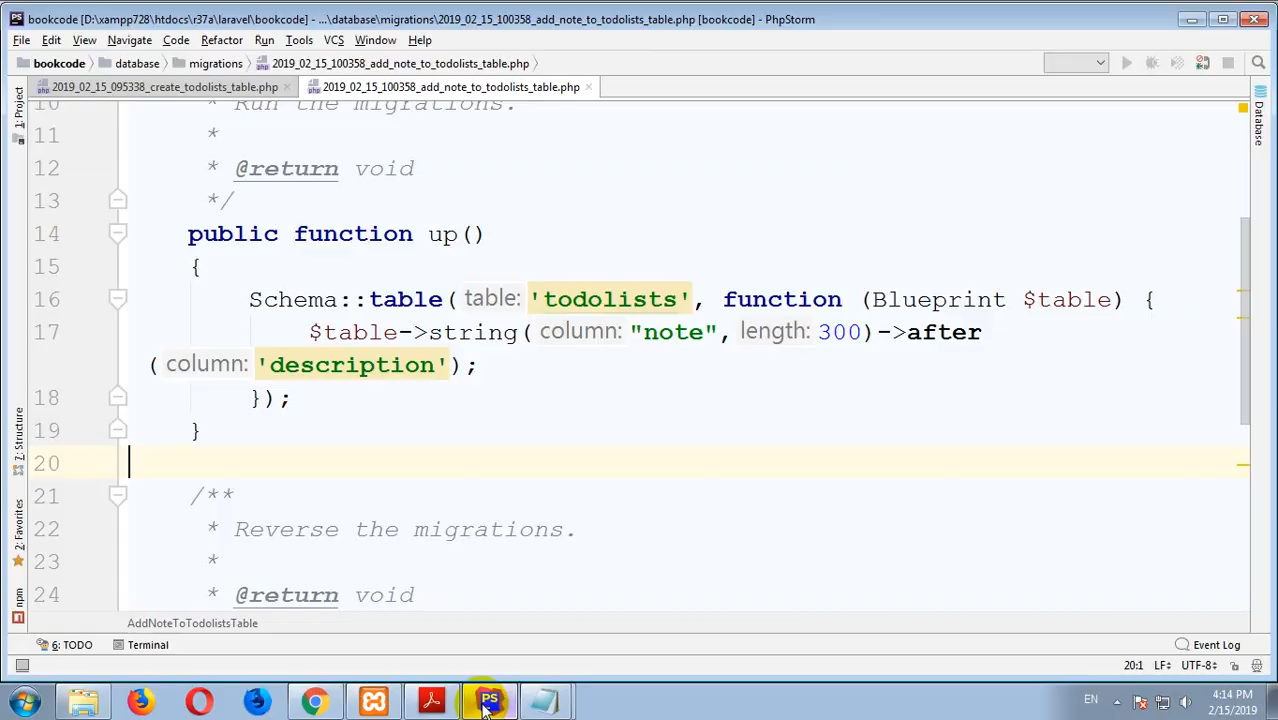 bookcode [D:\xampp728\htdocs\r37a\laravel\bookcode] - ...\database\migrations\2019_02_15_100358_add_note_to_todolists_table.php [bookcode] - PhpStorm
File Edit View Navigate Code Refactor Run Tools VCS Window Help
bookcode database migrations 2019_02_15_100358_add_note_to_todolists_table.php
2019_02_15_095338_create_todolists_table.php 2019_02_15_100358_add_note_to_todolists_table.php
1: Project
Database
10 * Run the migrations.
11 *
12 * @return void
13 */
14 public function up()
15 {
16 Schema::table( table: 'todolists', function (Blueprint $table) {
17 $table->string( column: "note", length: 300)->after
( column: 'description');
18 });
19 }
20
21 /**
22 * Reverse the migrations.
23 *
24 * @return void
7: Structure
2: Favorites
npm
AddNoteToTodolistsTable
6: TODO Terminal Event Log
20:1 LF UTF-8
PS
EN
4:14 PM
2/15/2019